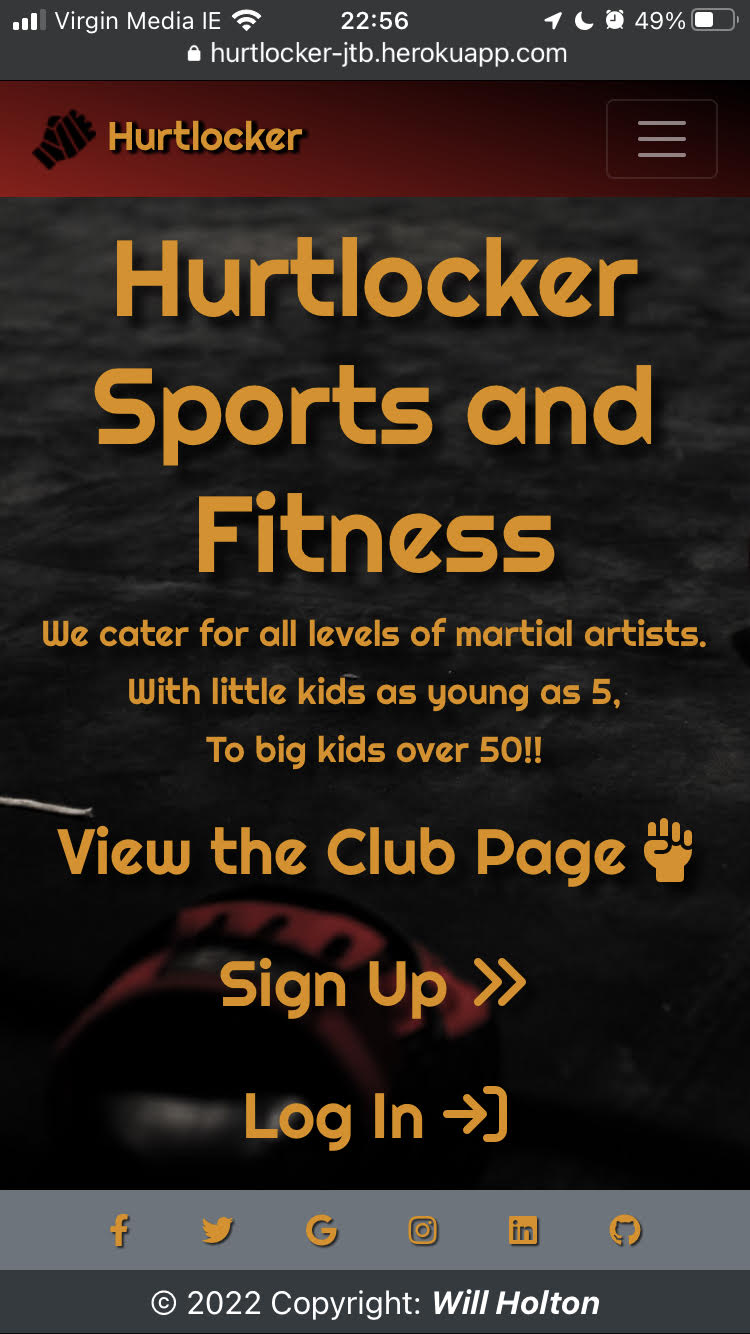 Virgin Media IE 22:56 49%
hurtlocker-jtb.herokuapp.com
Hurtlocker
Hurtlocker
Sports and
Fitness
We cater for all levels of martial artists.
With little kids as young as 5,
To big kids over 50!!
View the Club Page
Sign Up
Log In
© 2022 Copyright: Will Holton